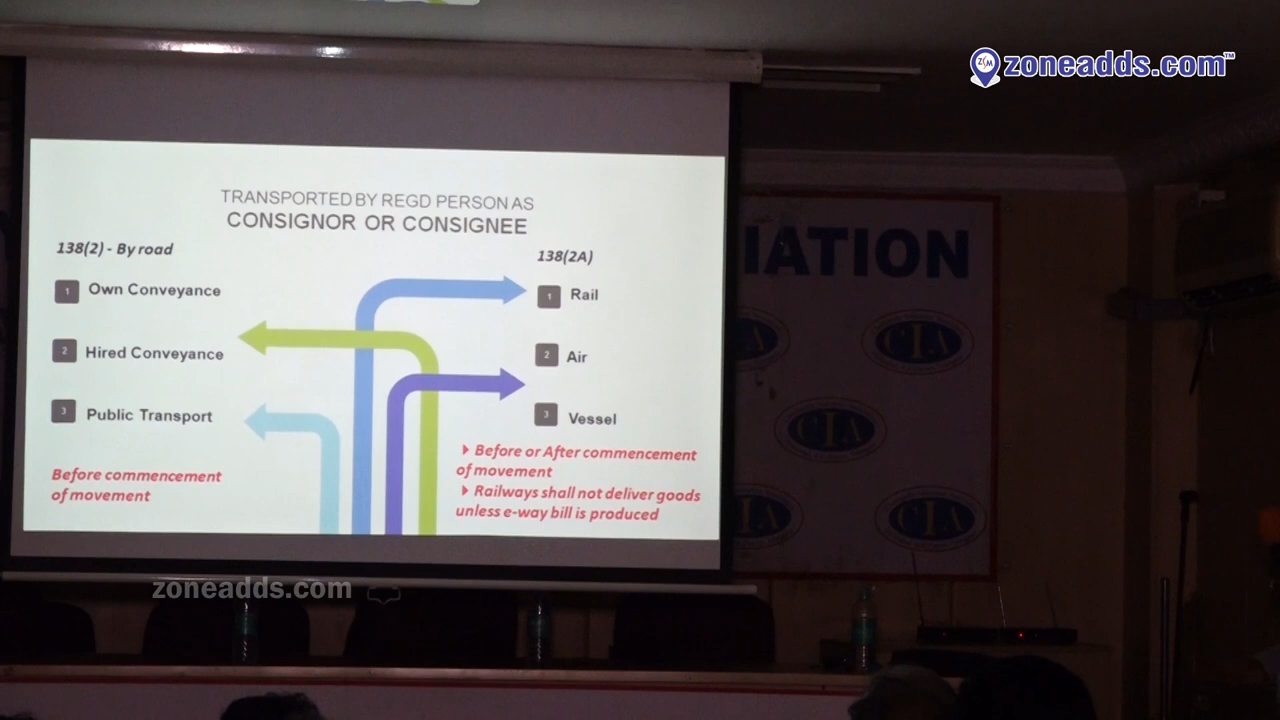 zoneadds.com™
TRANSPORTED BY REGD PERSON AS
CONSIGNOR OR CONSIGNEE
138(2) - By road
1 Own Conveyance
2 Hired Conveyance
3 Public Transport
Before commencement
of movement
138(2A)
1 Rail
2 Air
3 Vessel
Before or After commencement
of movement
Railways shall not deliver goods
unless e-way bill is produced
IATION
CIA
CIA
CIA
zoneadds.com